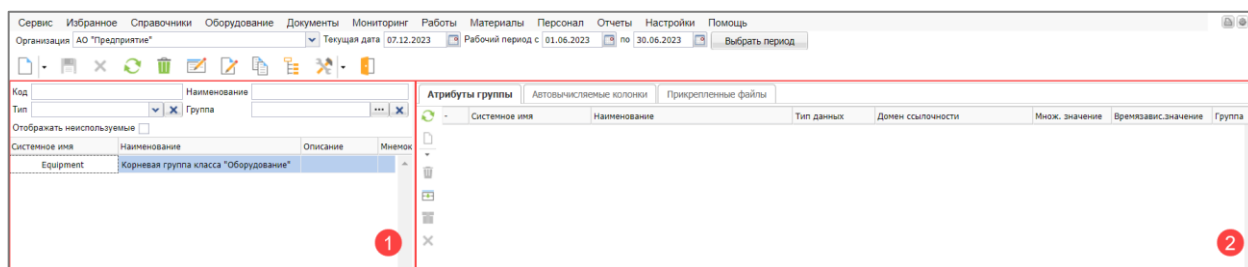 Сервис Избранное Справочники Оборудование Документы Мониторинг Работы Материалы Персонал Отчеты Настройки Помощь
Организация АО "Предприятие" Текущая дата 07.12.2023 Рабочий период с 01.06.2023 по 30.06.2023 Выбрать период
Код Наименование
Тип Группа
Отображать неиспользуемые
Системное имя Наименование Описание Мнемок
Equipment Корневая группа класса "Оборудование"
1
Атрибуты группы Автовычисляемые колонки Прикрепленные файлы
- Системное имя Наименование Тип данных Домен ссылочности Множ. значение Времязавис.значение Группа
2